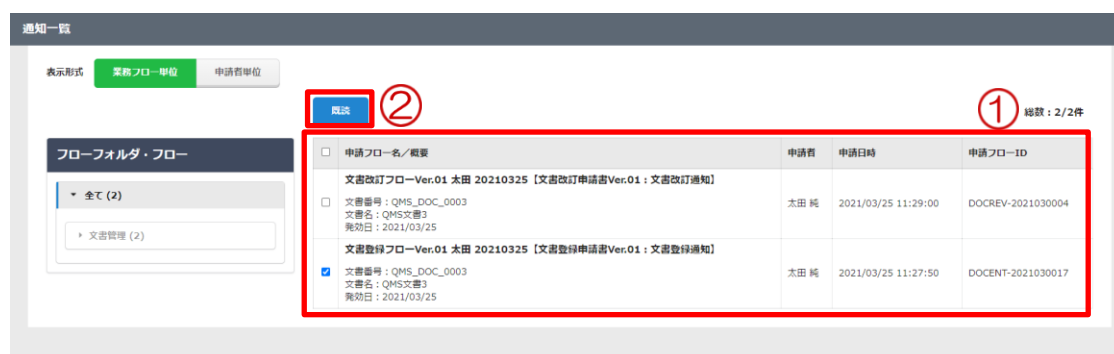 通知一覧
表示形式 業務フロー単位 申請者単位
既読 ② ① 総数：2/2件
フローフォルダ・フロー
▼ 全て (2)
› 文書管理 (2)
申請フロー名／概要 申請者 申請日時 申請フローID
文書改訂フローVer.01 太田 20210325【文書改訂申請書Ver.01：文書改訂通知】
文書番号：QMS_DOC_0003
文書名：QMS文書3
発効日：2021/03/25
太田 純 2021/03/25 11:29:00 DOCREV-2021030004
文書登録フローVer.01 太田 20210325【文書登録申請書Ver.01：文書登録通知】
文書番号：QMS_DOC_0003
文書名：QMS文書3
発効日：2021/03/25
太田 純 2021/03/25 11:27:50 DOCENT-2021030017